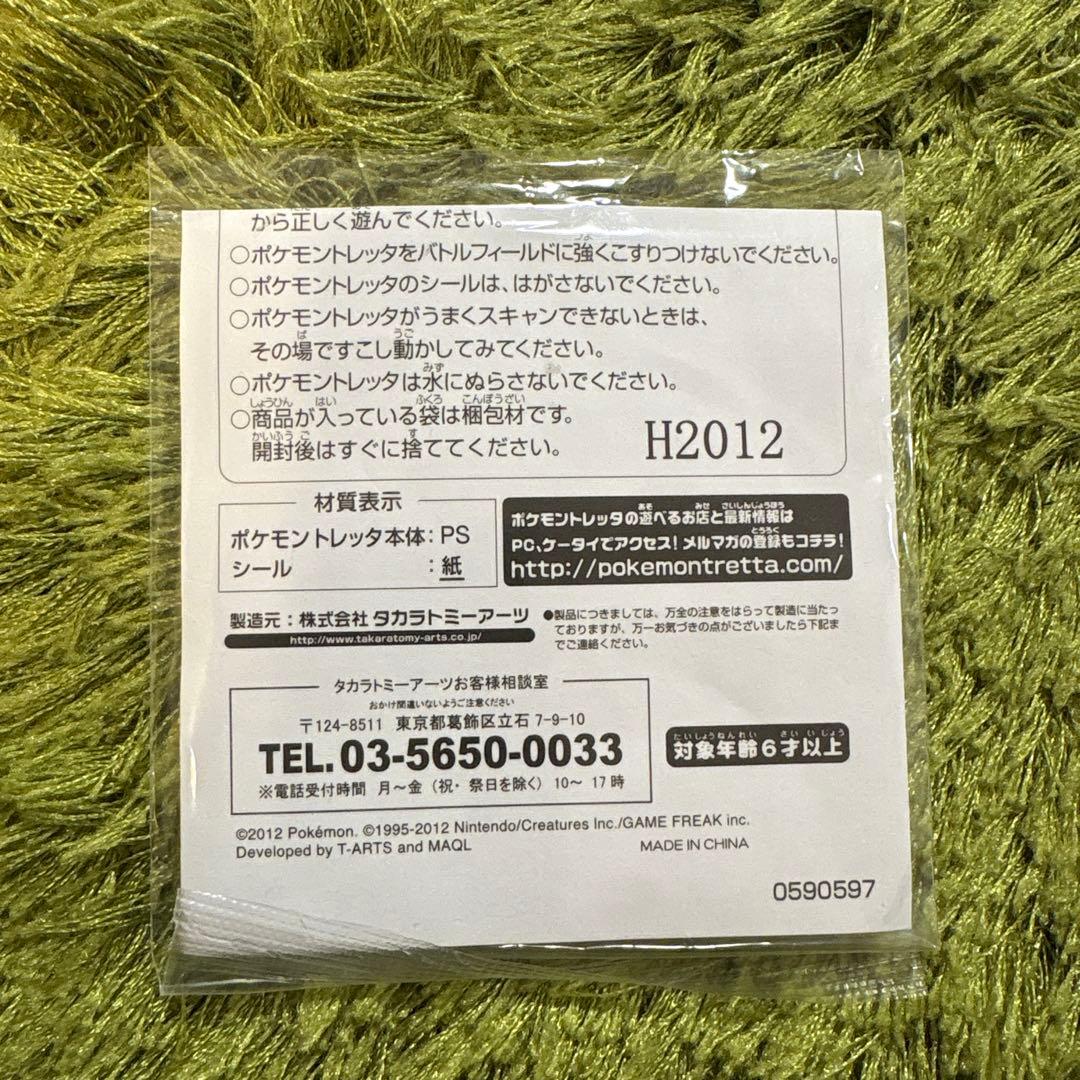 から正しく遊んでください。
○ポケモントレッタをバトルフィールドに強くこすりつけないでください。
○ポケモントレッタのシールは、はがさないでください。
○ポケモントレッタがうまくスキャンできないときは、
その場ですこし動かしてみてください。
○ポケモントレッタは水にぬらさないでください。
○商品が入っている袋は梱包材です。
開封後はすぐに捨ててください。
H2012
材質表示
ポケモントレッタ本体：PS
シール ：紙
ポケモントレッタの遊べるお店と最新情報は
PC、ケータイでアクセス！メルマガの登録もコチラ！
http://pokemontretta.com/
製造元：株式会社タカラトミーアーツ
http://www.takaratomy-arts.co.jp/
●製品につきましては、万全の注意をはらって製造に当たっ
ておりますが、万一お気づきの点がございましたら下記ま
でご連絡ください。
タカラトミーアーツお客様相談室
おかけ間違いないようご注意ください
〒124-8511 東京都葛飾区立石 7-9-10
TEL.03-5650-0033
※電話受付時間 月～金（祝・祭日を除く）10～17時
対象年齢6才以上
©2012 Pokémon. ©1995-2012 Nintendo/Creatures Inc./GAME FREAK inc.
Developed by T-ARTS and MAQL
MADE IN CHINA
0590597